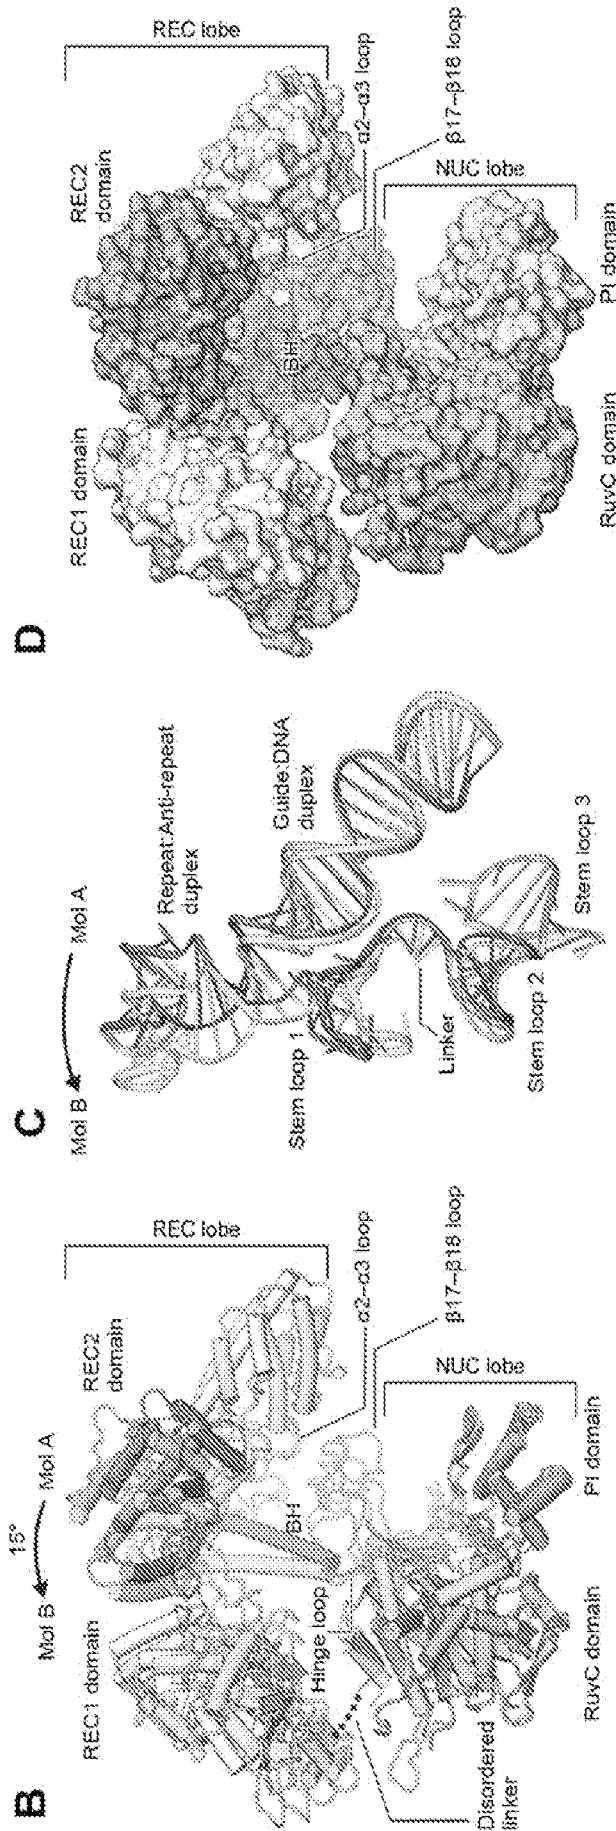 B
15°
Mol B
Mol A
REC1 domain
REC2
domain
REC lobe
α2–α3 loop
β17–β18 loop
BH
Hinge loop
NUC lobe
Disordered
linker
RuvC domain
PI domain
C
Mol B
Mol A
Repeat:Anti-repeat
duplex
Guide:DNA
duplex
Stem loop 1
Linker
Stem loop 2
Stem loop 3
D
REC1 domain
REC2
domain
REC lobe
α2–α3 loop
β17–β18 loop
BH
NUC lobe
RuvC domain
PI domain